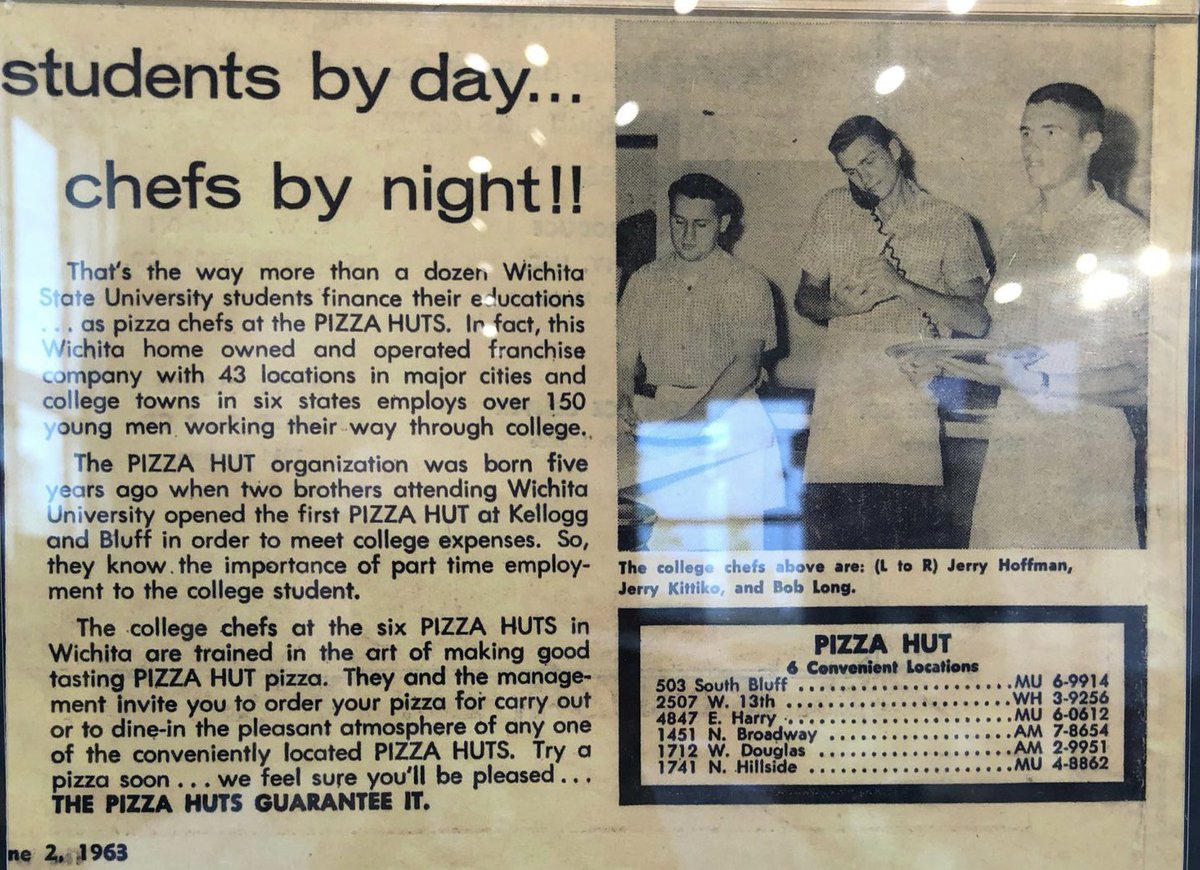 students by day...
chefs by night!!
That's the way more than a dozen Wichita
State University students finance their educations
... as pizza chefs at the PIZZA HUTS. In fact, this
Wichita home owned and operated franchise
company with 43 locations in major cities and
college towns in six states employs over 150
young men working their way through college.
The PIZZA HUT organization was born five
years ago when two brothers attending Wichita
University opened the first PIZZA HUT at Kellogg
and Bluff in order to meet college expenses. So,
they know the importance of part time employ-
ment to the college student.
The college chefs at the six PIZZA HUTS in
Wichita are trained in the art of making good
tasting PIZZA HUT pizza. They and the manage-
ment invite you to order your pizza for carry out
or to dine-in the pleasant atmosphere of any one
of the conveniently located PIZZA HUTS. Try a
pizza soon ... we feel sure you'll be pleased ...
THE PIZZA HUTS GUARANTEE IT.
ne 2, 1963
The college chefs above are: (L to R) Jerry Hoffman,
Jerry Kittiko, and Bob Long.
PIZZA HUT
6 Convenient Locations
503 South Bluff ..................... MU 6-9914
2507 W. 13th ..................... WH 3-9256
4847 E. Harry ..................... MU 6-0612
1451 N. Broadway ..................... AM 7-8654
1712 W. Douglas ..................... AM 2-9951
1741 N. Hillside ..................... MU 4-8862